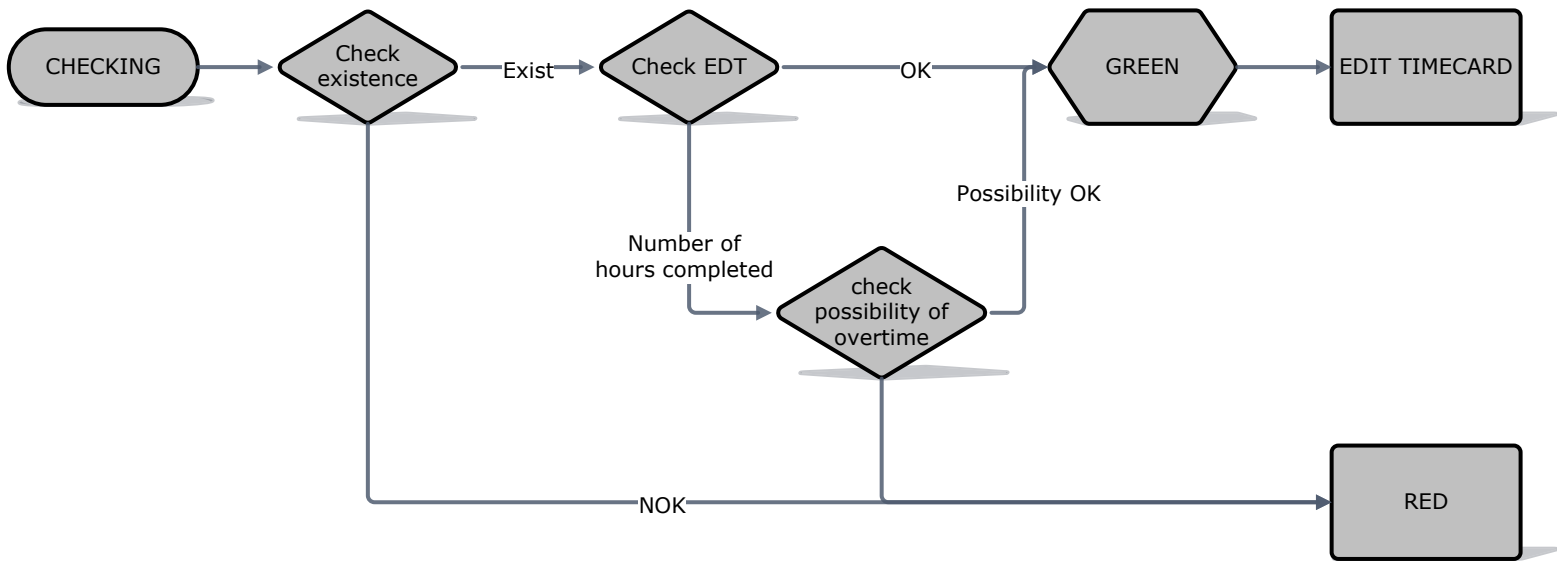 CHECKING
Check
existence
Exist
Check EDT
OK
GREEN
EDIT TIMECARD
Possibility OK
Number of
hours completed
check
possibility of
overtime
NOK
RED